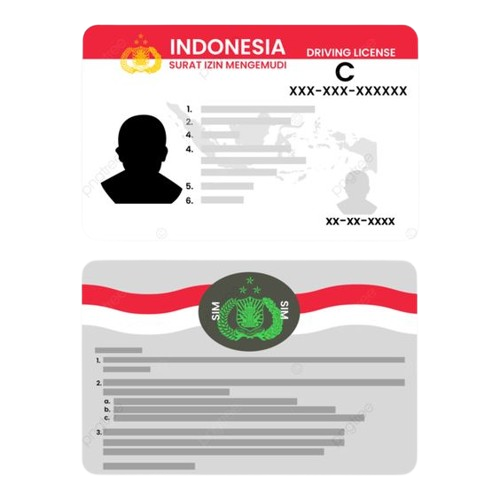 INDONESIA
SURAT IZIN MENGEMUDI
DRIVING LICENSE
C
XXX-XXX-XXXXXX
1.
2.
4.
4.
5.
6.
xx-xx-xxxx
SIM
SIM
1.
2.
a.
b.
c.
3.